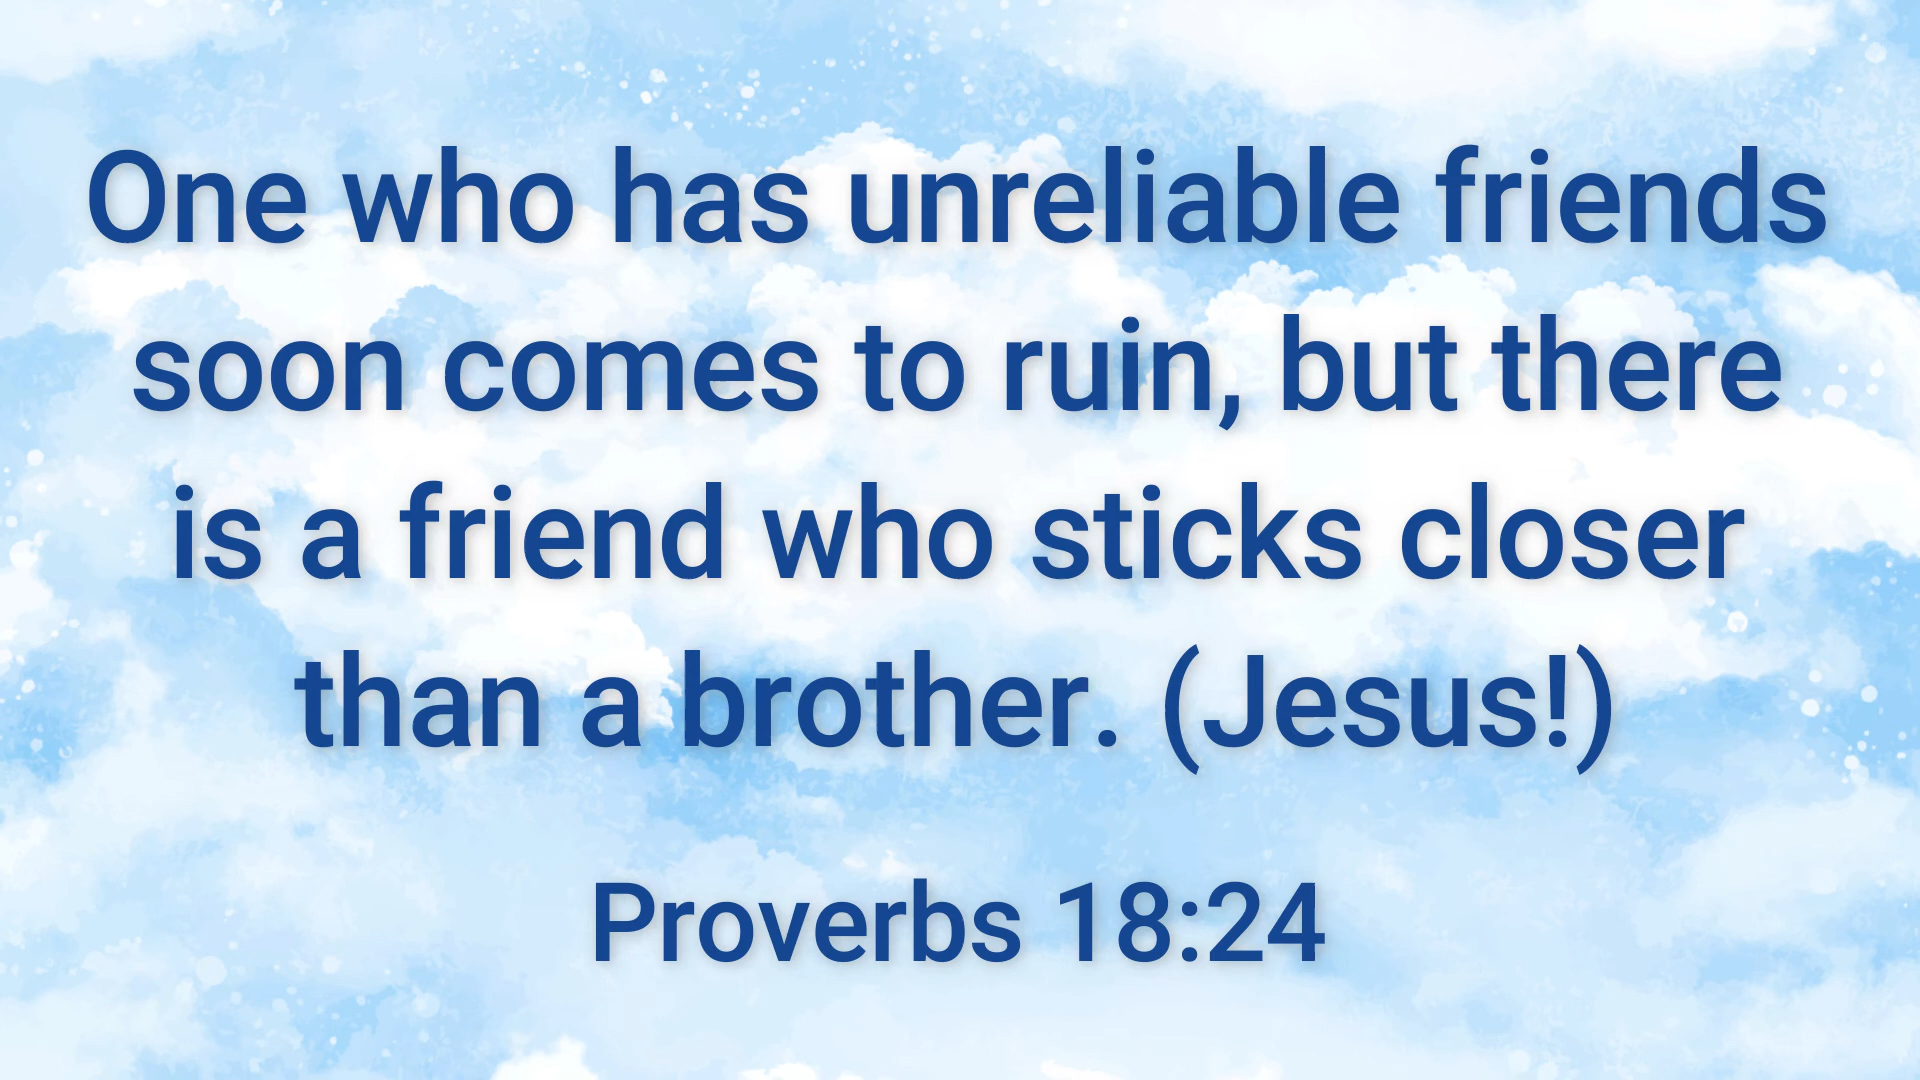 One who has unreliable friends
soon comes to ruin, but there
is a friend who sticks closer
than a brother. (Jesus!)
Proverbs 18:24